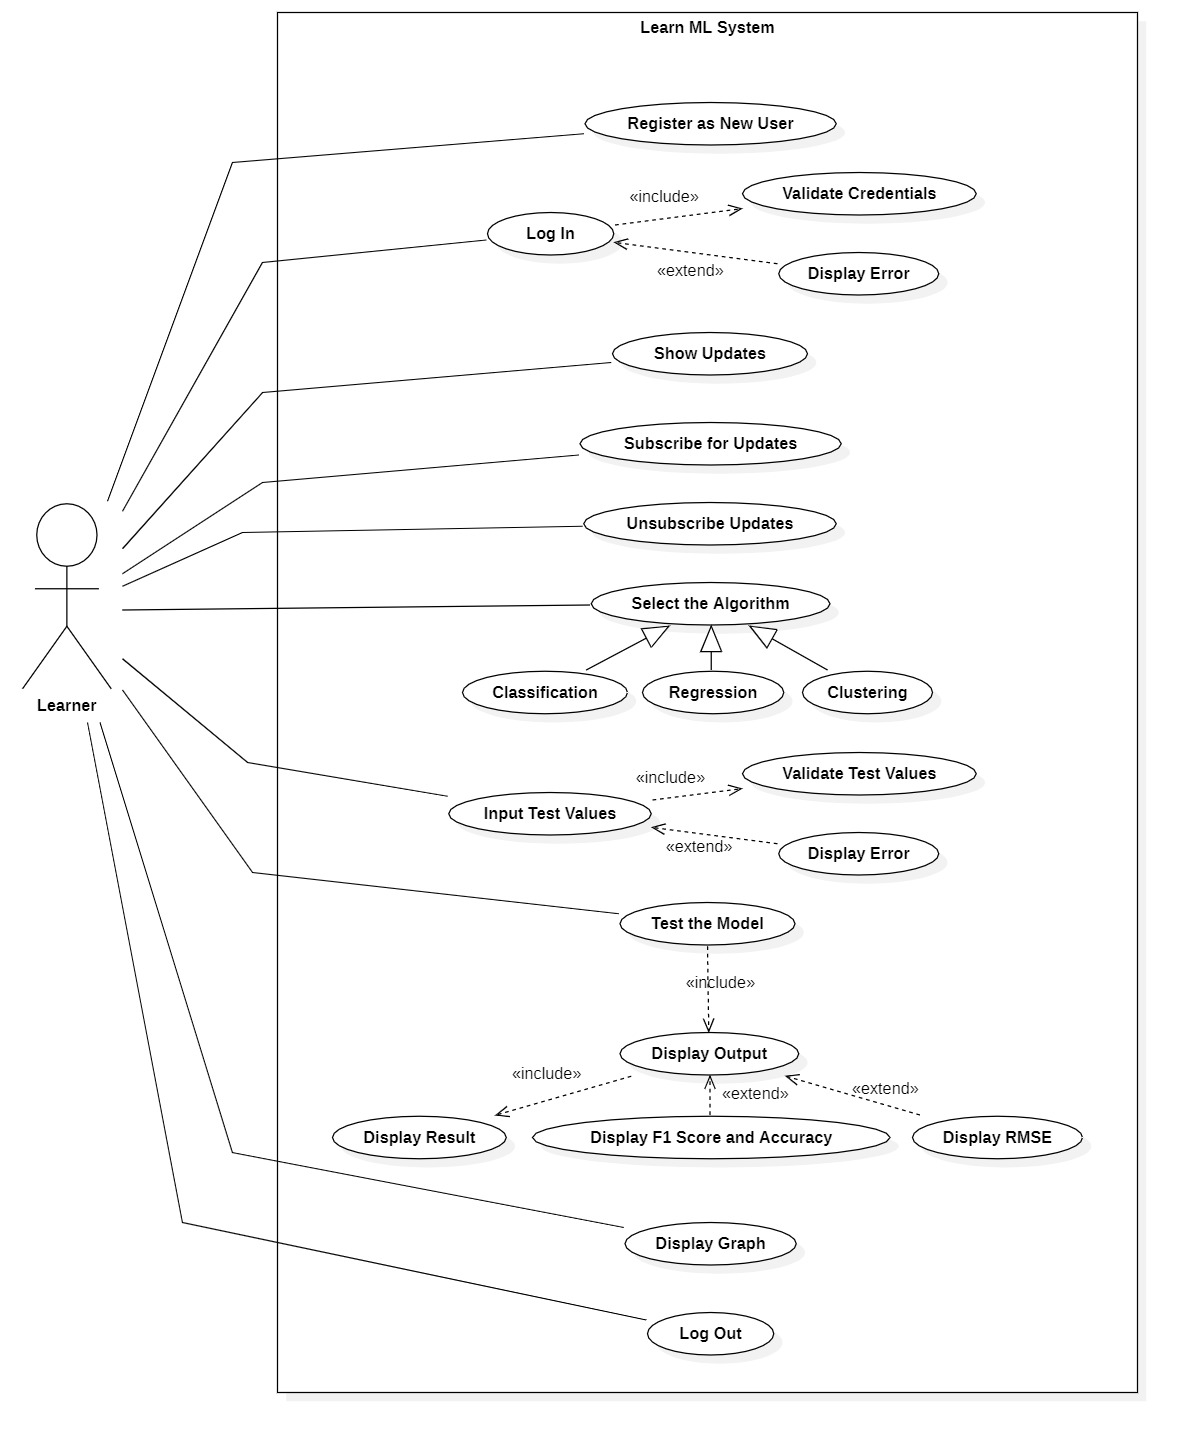 Learn ML System
Register as New User
«include»
Validate Credentials
Log In
«extend»
Display Error
Show Updates
Subscribe for Updates
Unsubscribe Updates
Select the Algorithm
Classification
Regression
Clustering
Learner
«include»
Validate Test Values
Input Test Values
«extend»
Display Error
Test the Model
«include»
Display Output
«include»
«extend»
«extend»
Display Result
Display F1 Score and Accuracy
Display RMSE
Display Graph
Log Out